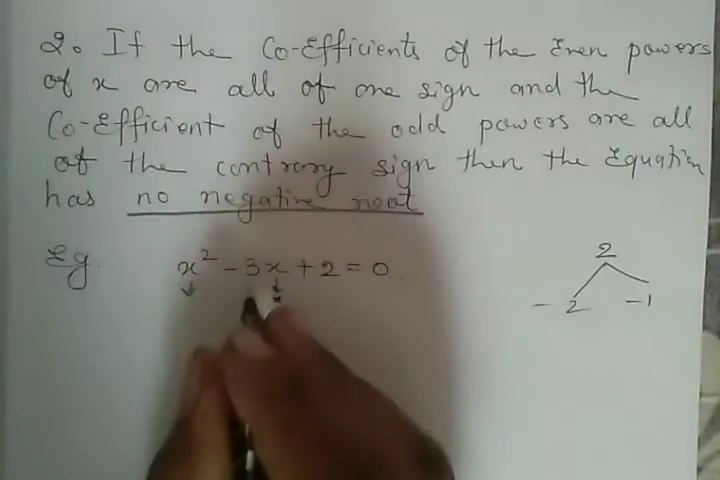 2. If the Co-efficients of the Even powers
of x are all of one sign and the
Co-Efficient of the odd powers are all
of the contrary sign then the Equation
has no negative root
Eg. x² - 3x + 2 = 0.
2
-2 -1